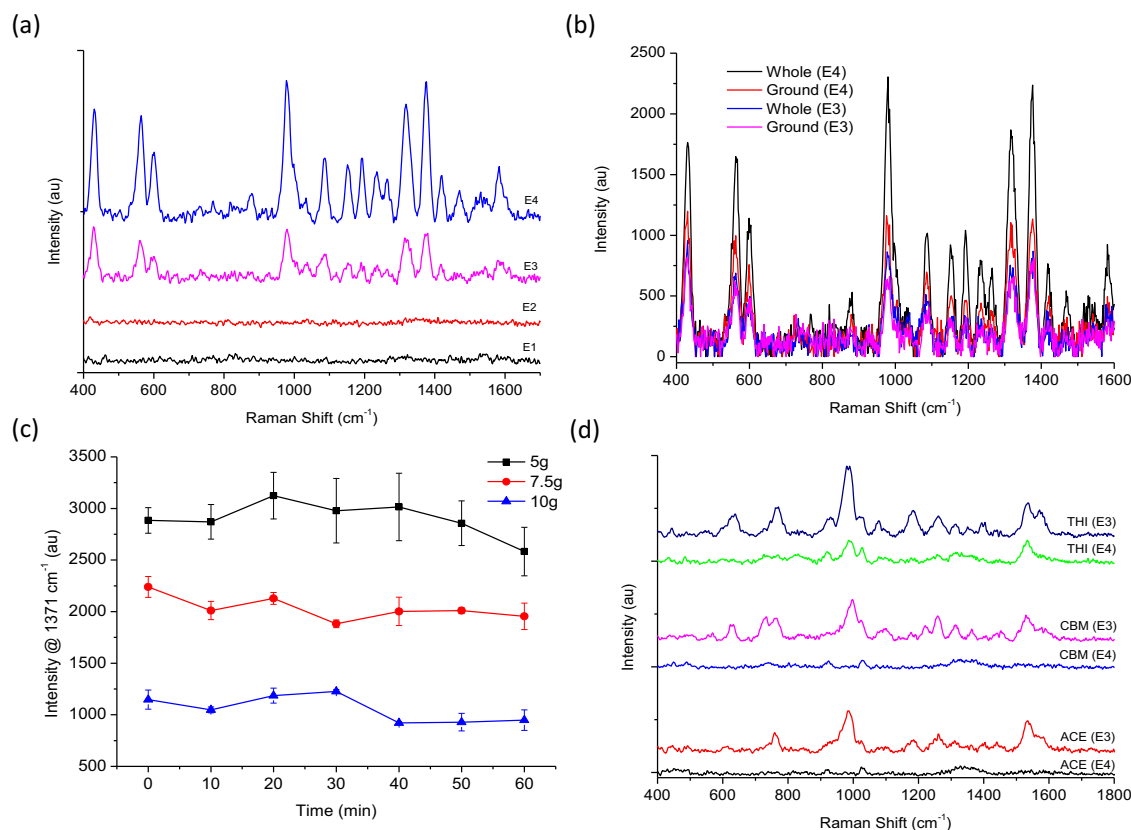 (a)
Intensity (au)
E4
E3
E2
E1
400 600 800 1000 1200 1400 1600
Raman Shift (cm⁻¹)
(b)
Whole (E4)
Ground (E4)
Whole (E3)
Ground (E3)
Intensity (au)
2500
2000
1500
1000
500
0
400 600 800 1000 1200 1400 1600
Raman Shift (cm⁻¹)
(c)
5g
7.5g
10g
Intensity @ 1371 cm⁻¹ (au)
3500
3000
2500
2000
1500
1000
500
0 10 20 30 40 50 60
Time (min)
(d)
Intensity (au)
THI (E3)
THI (E4)
CBM (E3)
CBM (E4)
ACE (E3)
ACE (E4)
400 600 800 1000 1200 1400 1600 1800
Raman Shift (cm⁻¹)